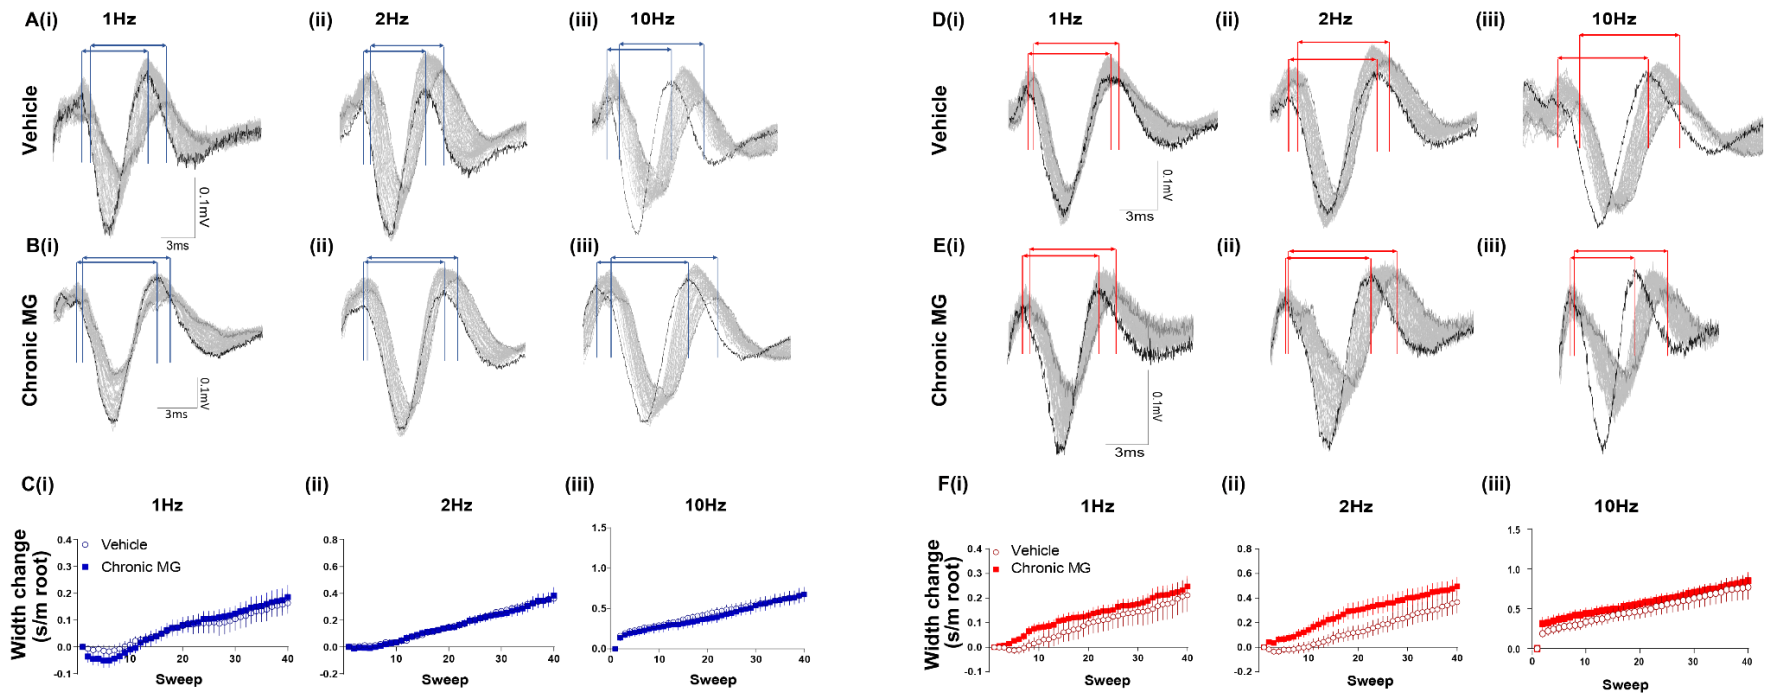 A(i) 1Hz (ii) 2Hz (iii) 10Hz
Vehicle
0.1mV
3ms
B(i) (ii) (iii)
Chronic MG
0.1mV
3ms
C(i) (ii) (iii)
1Hz 2Hz 10Hz
Width change
(s/m root)
Vehicle
Chronic MG
0.4
0.3
0.2
0.1
0.0
-0.1
10 20 30 40
0.8
0.6
0.4
0.2
0.0
-0.2
10 20 30 40
1.5
1.0
0.5
0.0
10 20 30 40
Sweep Sweep Sweep
D(i) 1Hz (ii) 2Hz (iii) 10Hz
Vehicle
0.1mV
3ms
E(i) (ii) (iii)
Chronic MG
0.1mV
3ms
F(i) (ii) (iii)
1Hz 2Hz 10Hz
Width change
(s/m root)
Vehicle
Chronic MG
0.4
0.3
0.2
0.1
0.0
-0.1
10 20 30 40
0.8
0.6
0.4
0.2
0.0
-0.2
10 20 30 40
1.5
1.0
0.5
0.0
10 20 30 40
Sweep Sweep Sweep